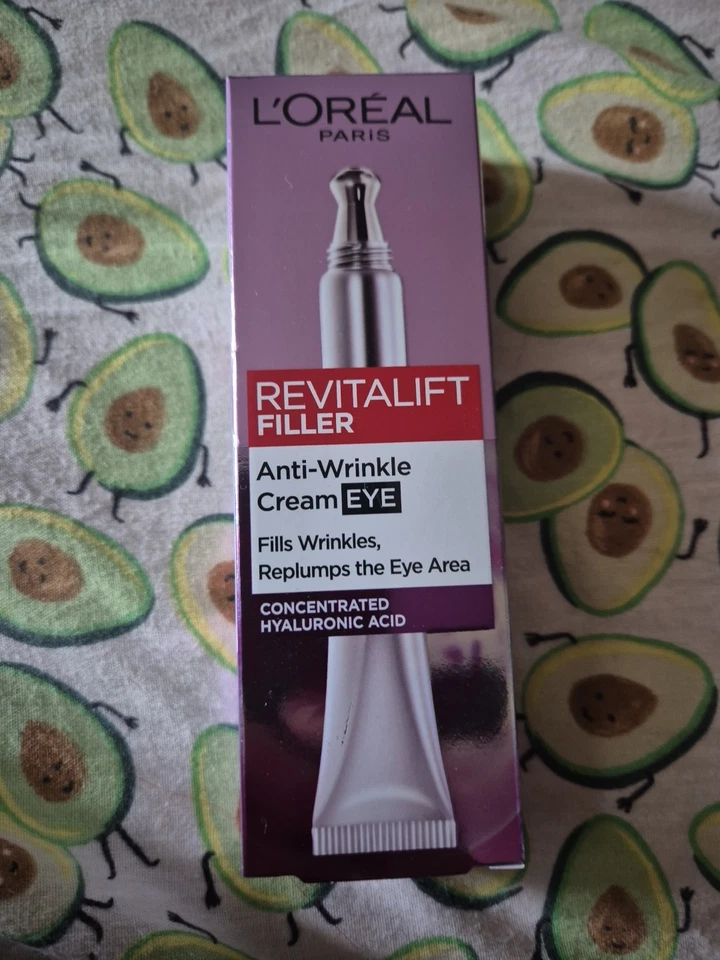 L'ORÉAL
PARIS
REVITALIFT
FILLER
Anti-Wrinkle
Cream EYE
Fills Wrinkles,
Replumps the Eye Area
CONCENTRATED
HYALURONIC ACID